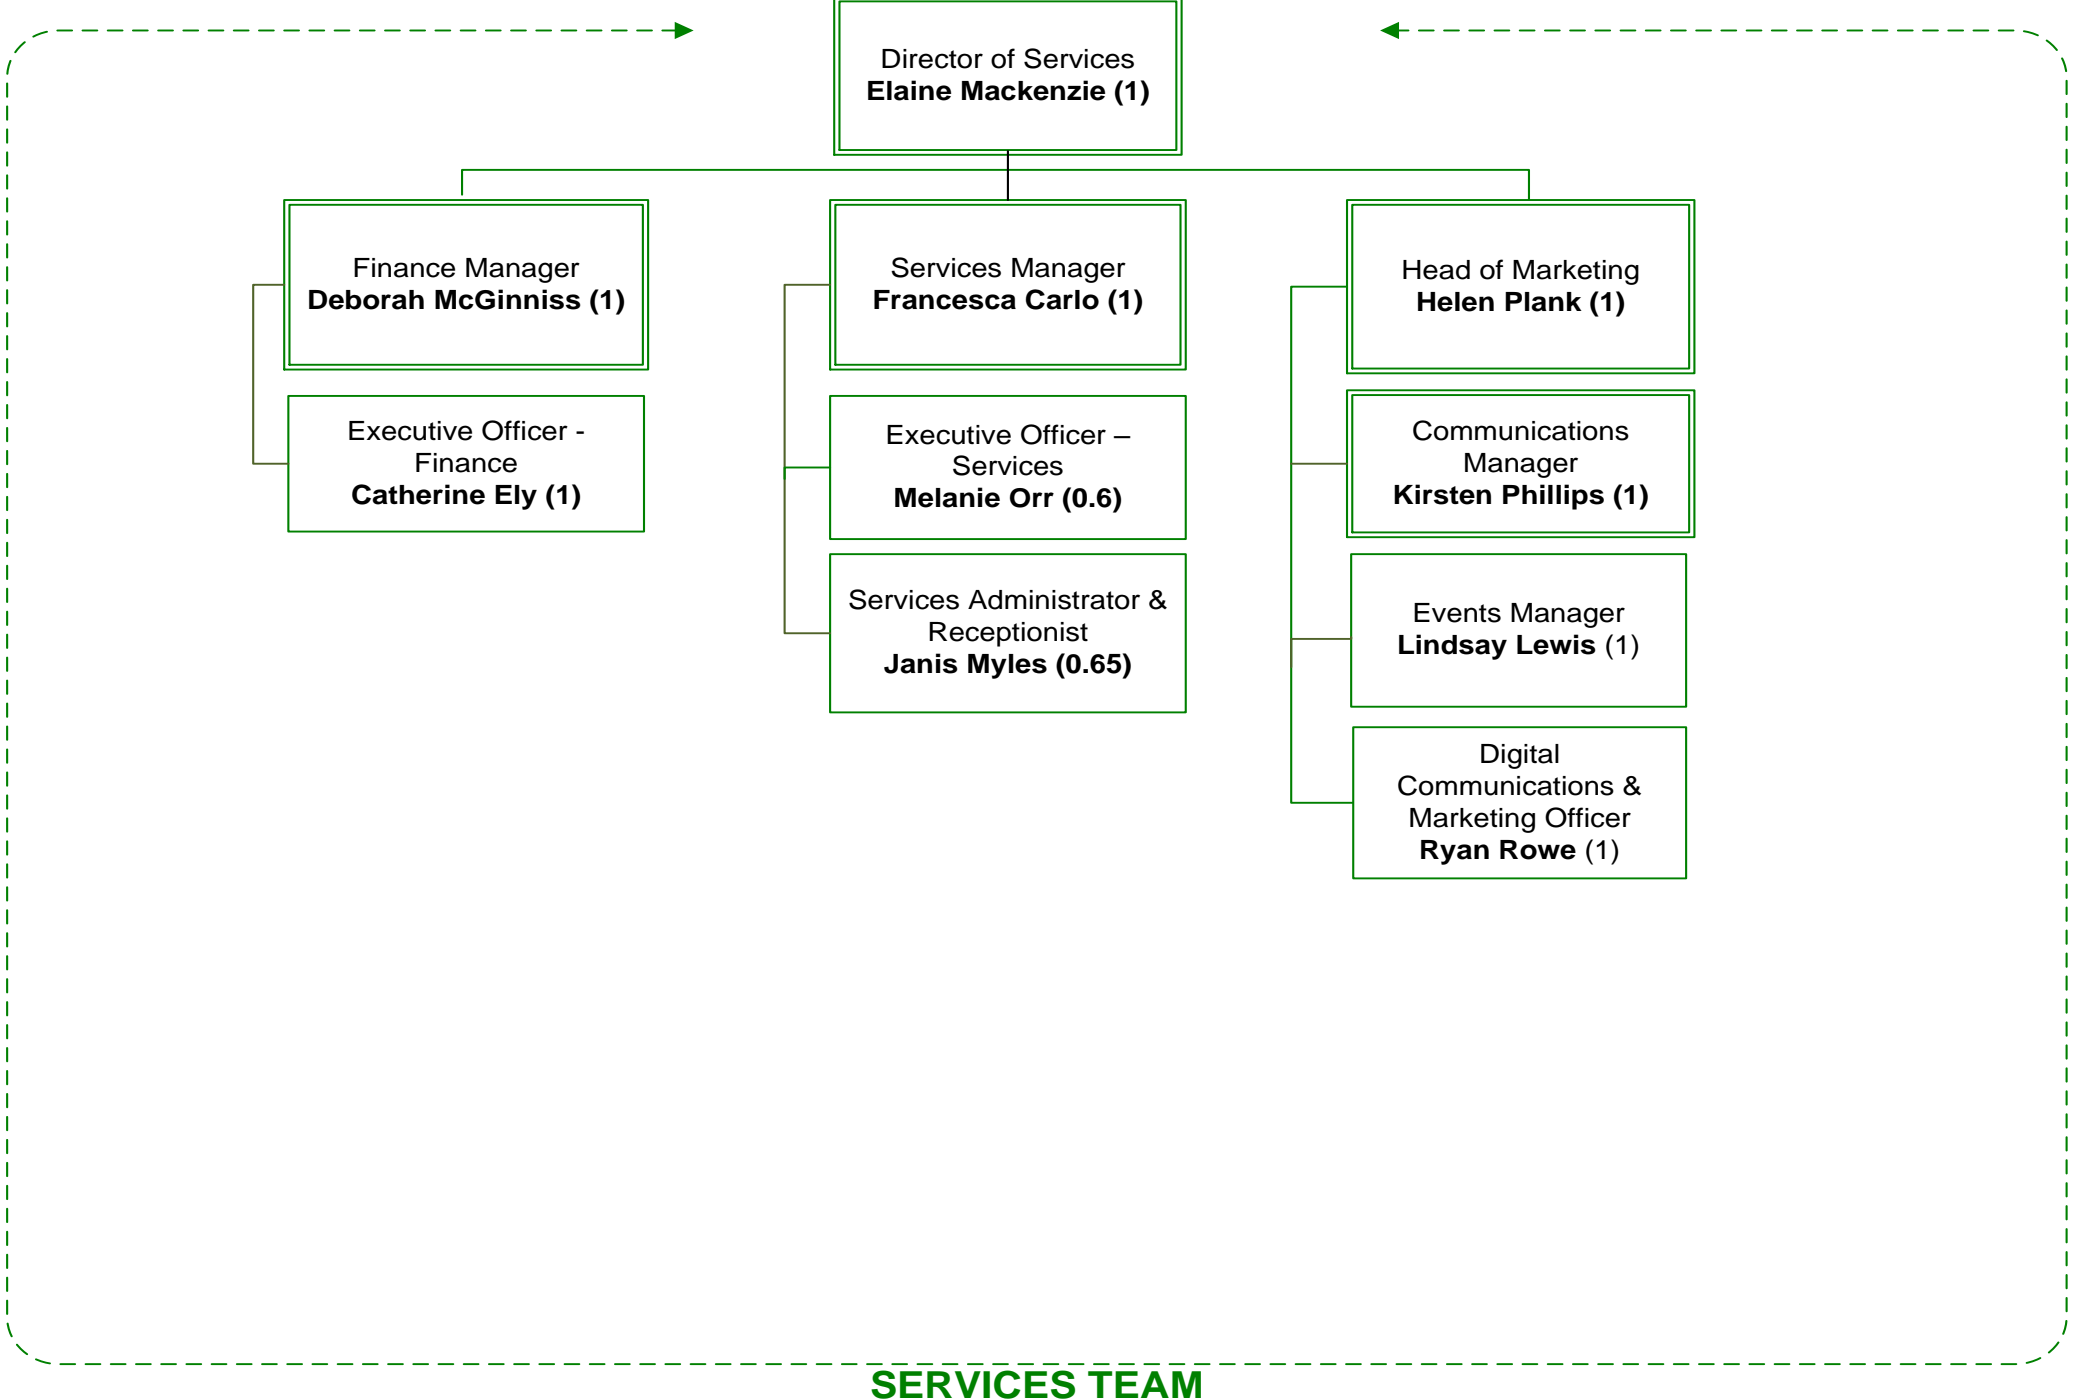 Director of Services
Elaine Mackenzie (1)
Finance Manager
Deborah McGinniss (1)
Executive Officer -
Finance
Catherine Ely (1)
Services Manager
Francesca Carlo (1)
Executive Officer –
Services
Melanie Orr (0.6)
Services Administrator &
Receptionist
Janis Myles (0.65)
Head of Marketing
Helen Plank (1)
Communications
Manager
Kirsten Phillips (1)
Events Manager
Lindsay Lewis (1)
Digital
Communications &
Marketing Officer
Ryan Rowe (1)
SERVICES TEAM